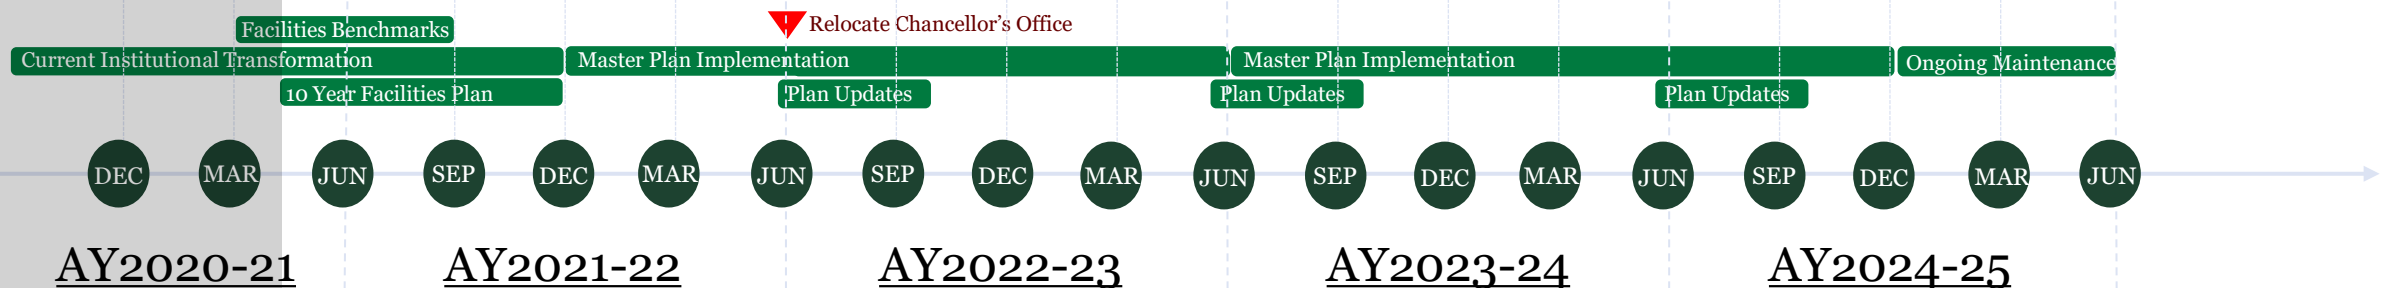 Facilities Benchmarks
Relocate Chancellor’s Office
Current Institutional Transformation
Master Plan Implementation
Master Plan Implementation
Ongoing Maintenance
10 Year Facilities Plan
Plan Updates
Plan Updates
Plan Updates
DEC
MAR
JUN
SEP
DEC
MAR
JUN
SEP
DEC
MAR
JUN
SEP
DEC
MAR
JUN
SEP
DEC
MAR
JUN
AY2020-21
AY2021-22
AY2022-23
AY2023-24
AY2024-25